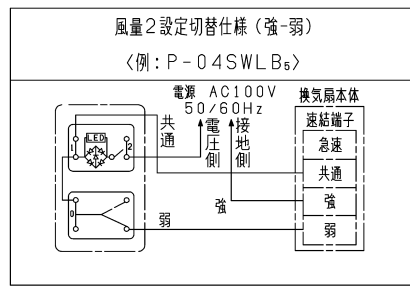 風量2設定切替仕様(強-弱)
〈例:P-04SWLB₅〉
電源 AC100V
50/60Hz
換気扇本体
速結端子
急速
共通
強
弱
共通
電圧側
接地側
LED
1
2
0
強
弱